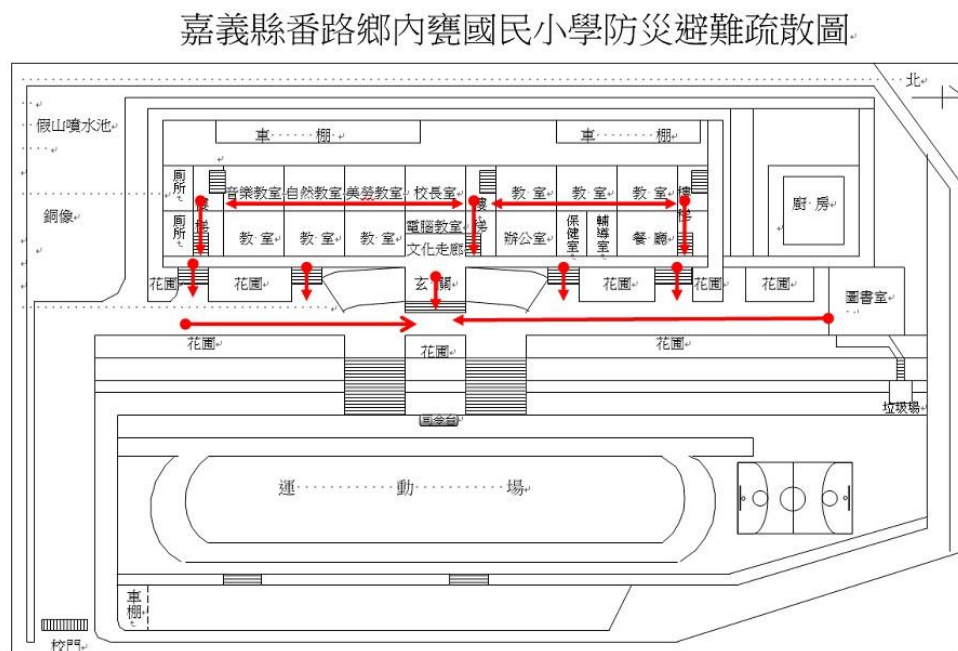 嘉義縣番路鄉內甕國民小學防災避難疏散圖
北
假山噴水池
車 棚
車 棚
廁所
樓梯
音樂教室
自然教室
美勞教室
校長室
樓梯
教 室
教 室
教 室
樓梯
廚 房
銅像
廁所
教 室
教 室
教 室
電腦教室
文化走廊
辦公室
保健室
輔導室
餐 廳
花圃
花圃
玄關
花圃
花圃
花圃
圖書室
花圃
花圃
花圃
垃圾場
司令台
運 動 場
車棚
校門